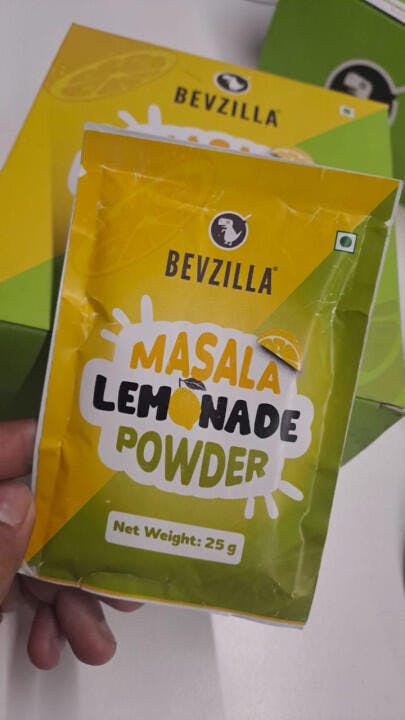 BEVZILLA
BEVZILLA
MASALA
LEMONADE
POWDER
Net Weight: 25 g